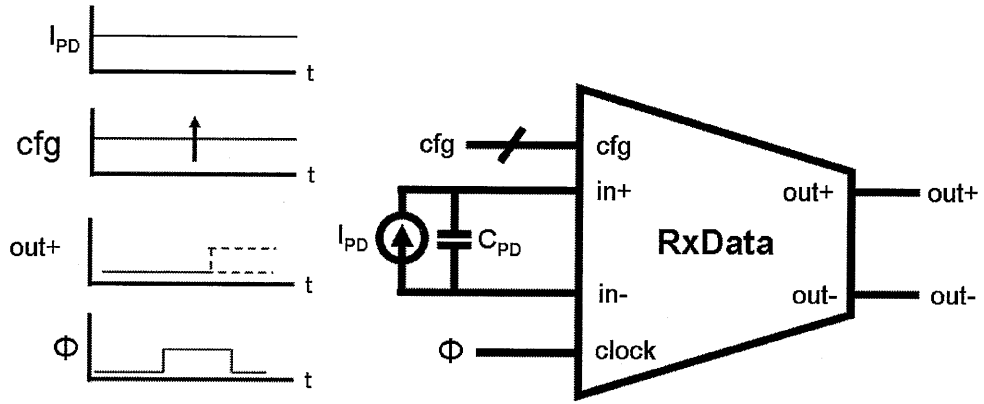 I_PD
t
cfg
t
out+
t
Φ
t
cfg
cfg
in+
out+
out+
I_PD
C_PD
RxData
in-
out-
out-
Φ
clock